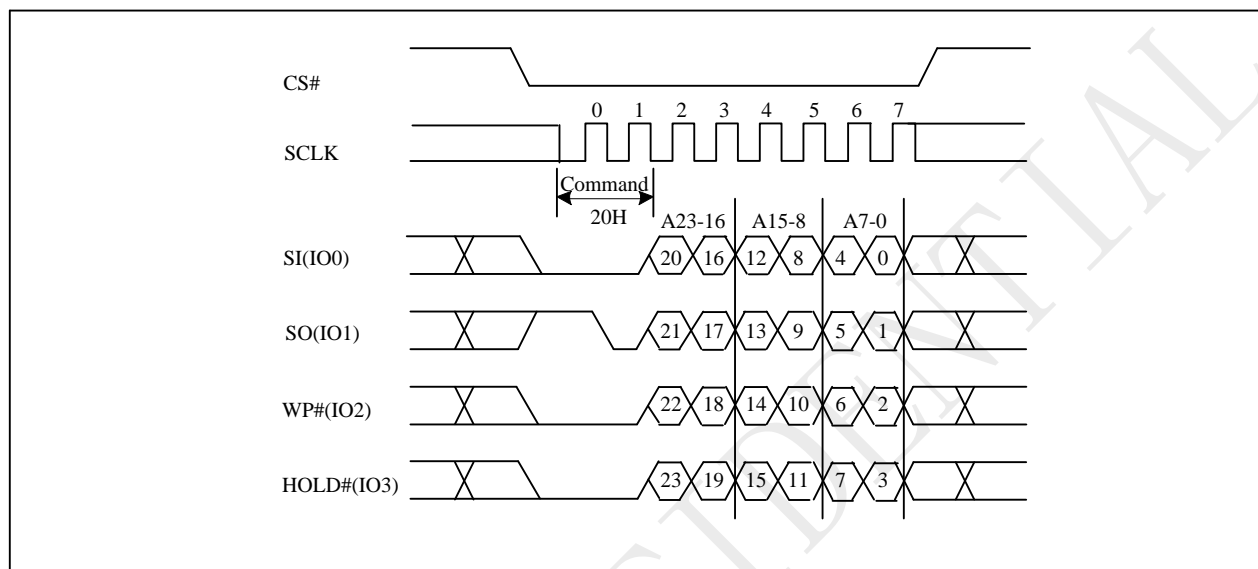 CS#
0 1 2 3 4 5 6 7
SCLK
Command
20H
A23-16 A15-8 A7-0
SI(IO0) 20 16 12 8 4 0
SO(IO1) 21 17 13 9 5 1
WP#(IO2) 22 18 14 10 6 2
HOLD#(IO3) 23 19 15 11 7 3